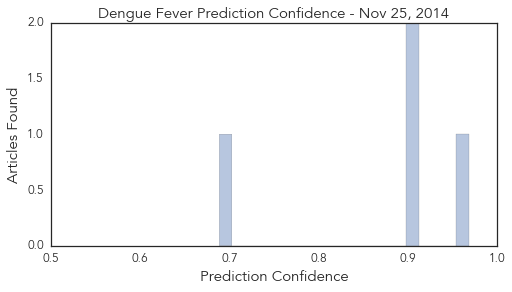 Dengue Fever Prediction Confidence - Nov 25, 2014
2.0
1.5
1.0
0.5
0.0
Articles Found
0.5 0.6 0.7 0.8 0.9 1.0
Prediction Confidence